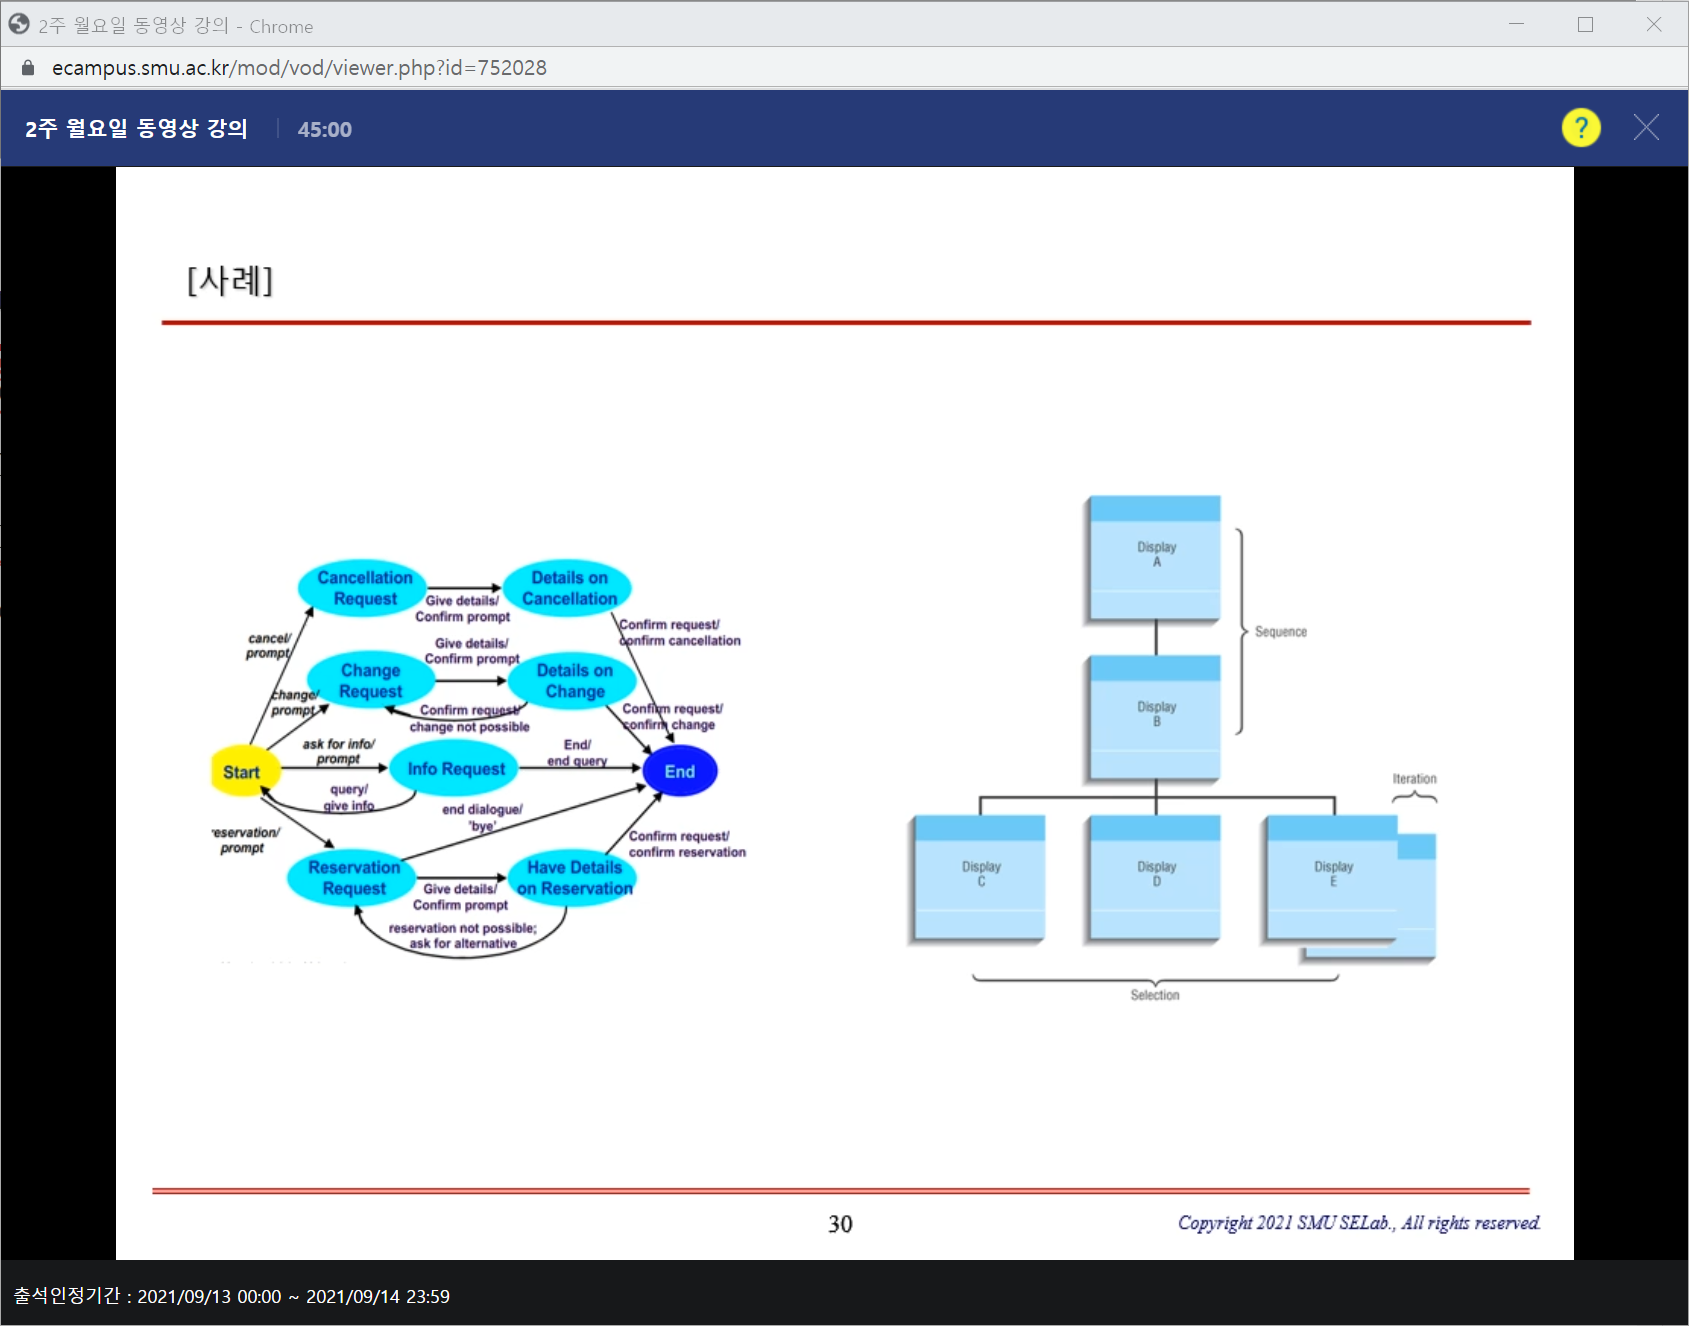 2주 월요일 동영상 강의 - Chrome
ecampus.smu.ac.kr/mod/vod/viewer.php?id=752028
2주 월요일 동영상 강의
45:00
?
[사례]
Cancellation
Request
Give details/
Confirm prompt
Details on
Cancellation
cancel/
prompt
Confirm request/
confirm cancellation
Change
Request
Give details/
Confirm prompt
Details on
Change
change/
prompt
Confirm request/
change not possible
Confirm request/
confirm change
Start
ask for info/
prompt
Info Request
End/
end query
End
query/
give info
end dialogue/
'bye'
reservation/
prompt
Reservation
Request
Give details/
Confirm prompt
Have Details
on Reservation
Confirm request/
confirm reservation
reservation not possible;
ask for alternative
Display
A
Sequence
Display
B
Iteration
Display
C
Display
D
Display
E
Selection
30
Copyright 2021 SMU SELab., All rights reserved.
출석인정기간 : 2021/09/13 00:00 ~ 2021/09/14 23:59